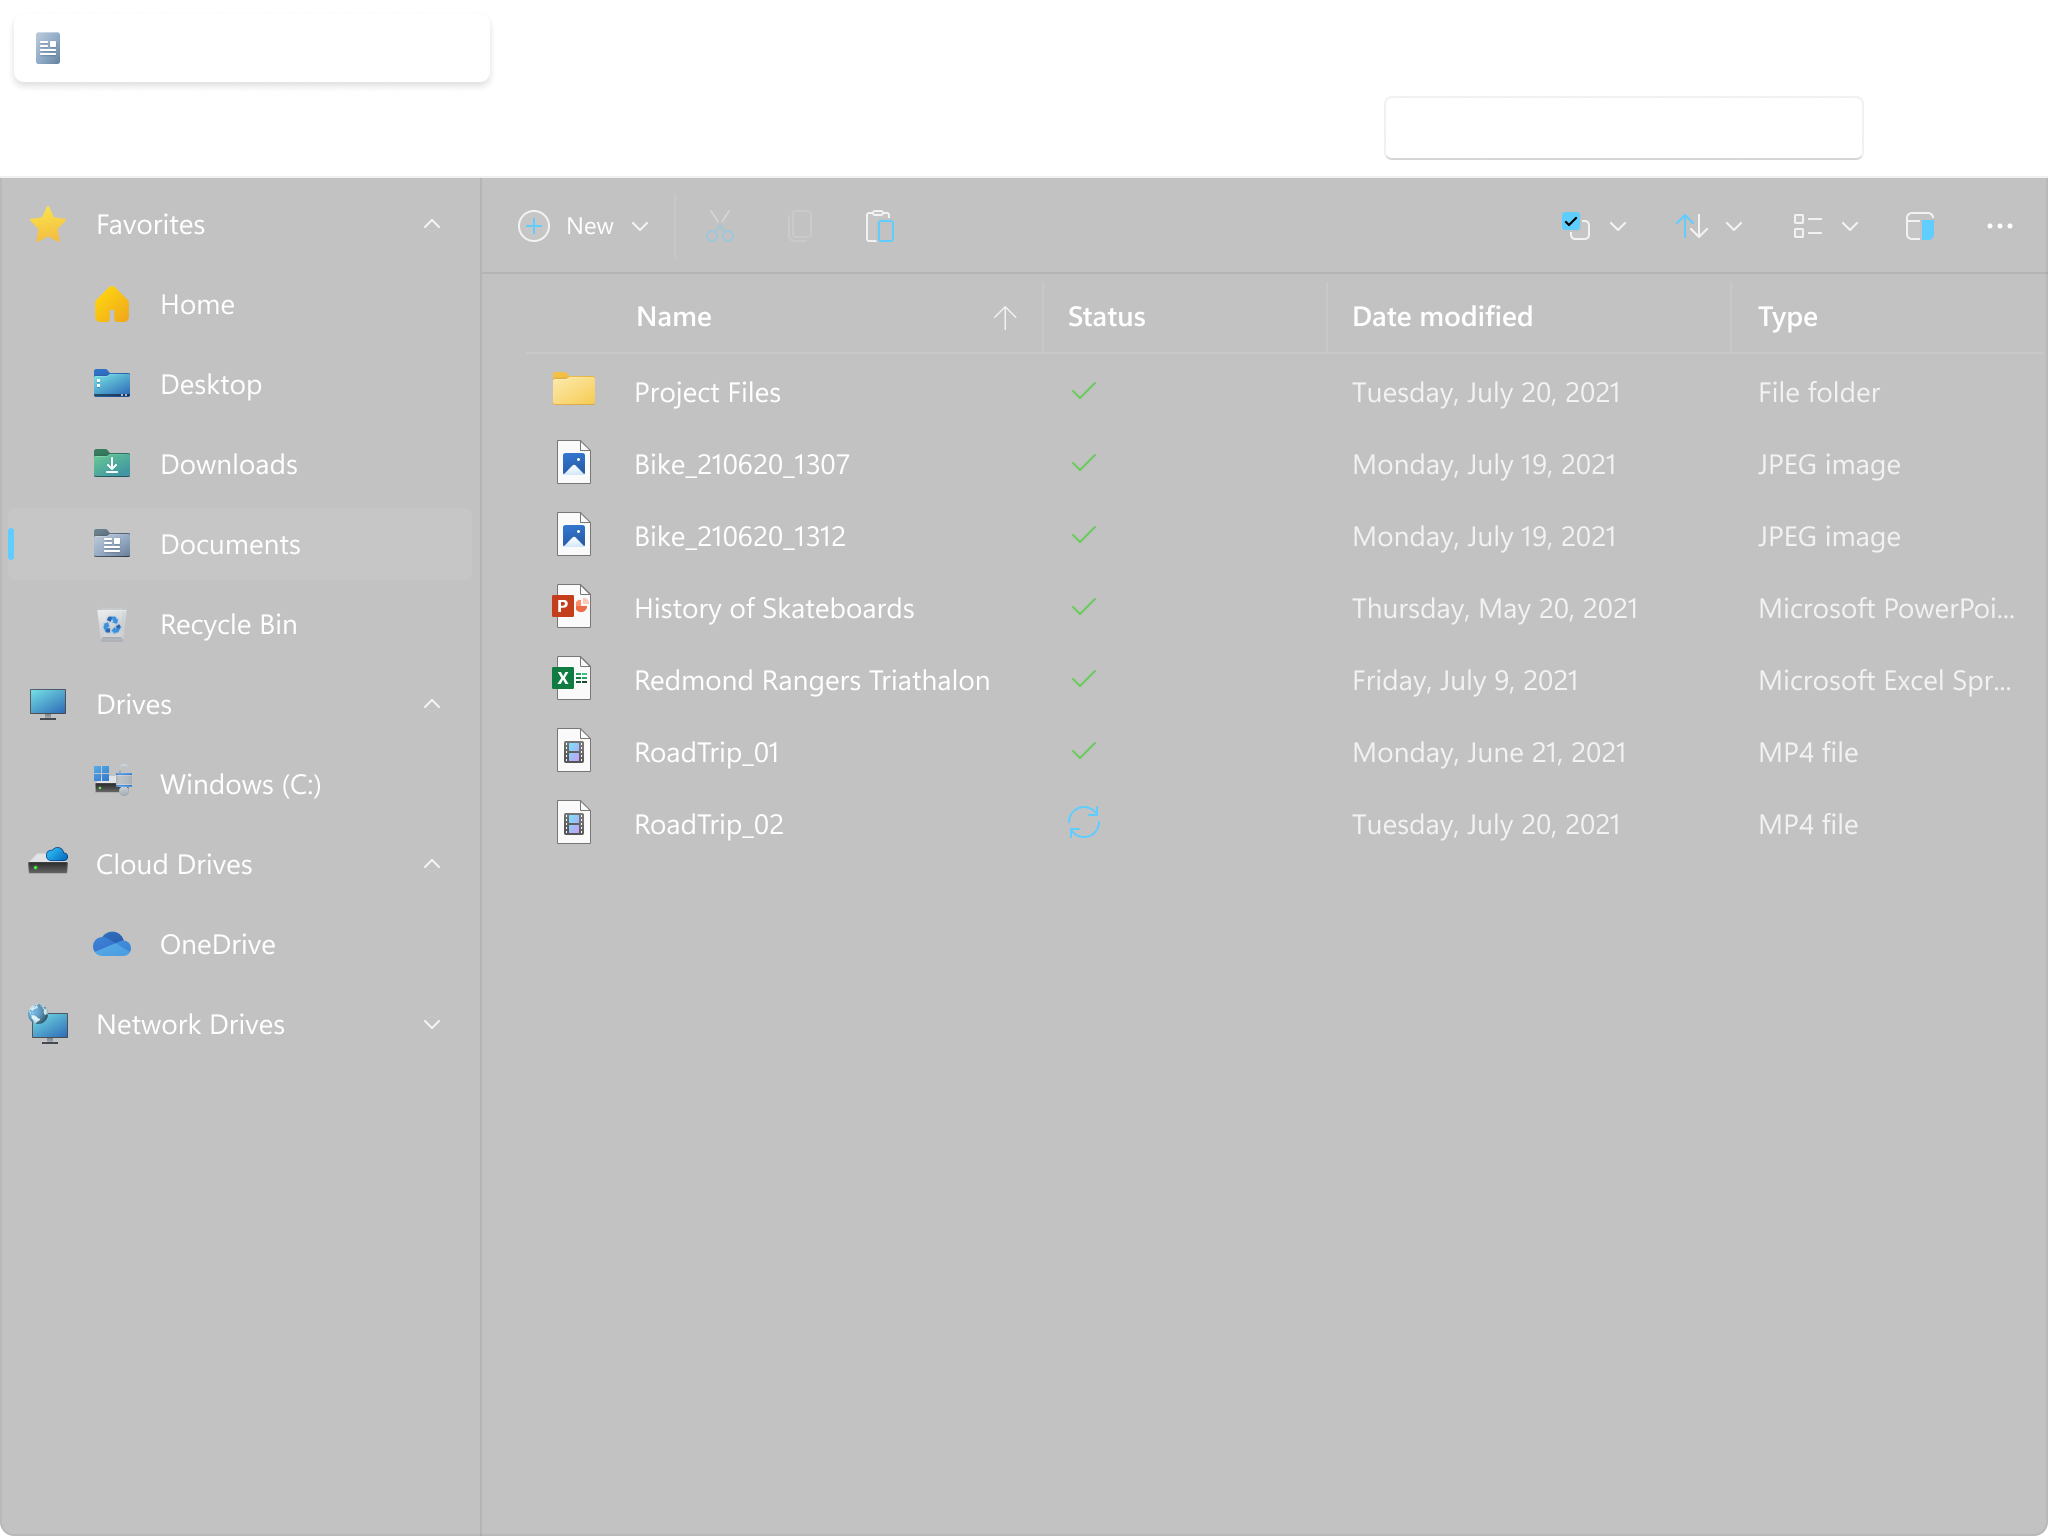 Favorites
Home
Desktop
Downloads
Documents
Recycle Bin
Drives
Windows (C:)
Cloud Drives
OneDrive
Network Drives
New
Name Status Date modified Type
Project Files Tuesday, July 20, 2021 File folder
Bike_210620_1307 Monday, July 19, 2021 JPEG image
Bike_210620_1312 Monday, July 19, 2021 JPEG image
P
History of Skateboards Thursday, May 20, 2021 Microsoft PowerPoi...
X
Redmond Rangers Triathalon Friday, July 9, 2021 Microsoft Excel Spr...
RoadTrip_01 Monday, June 21, 2021 MP4 file
RoadTrip_02 Tuesday, July 20, 2021 MP4 file